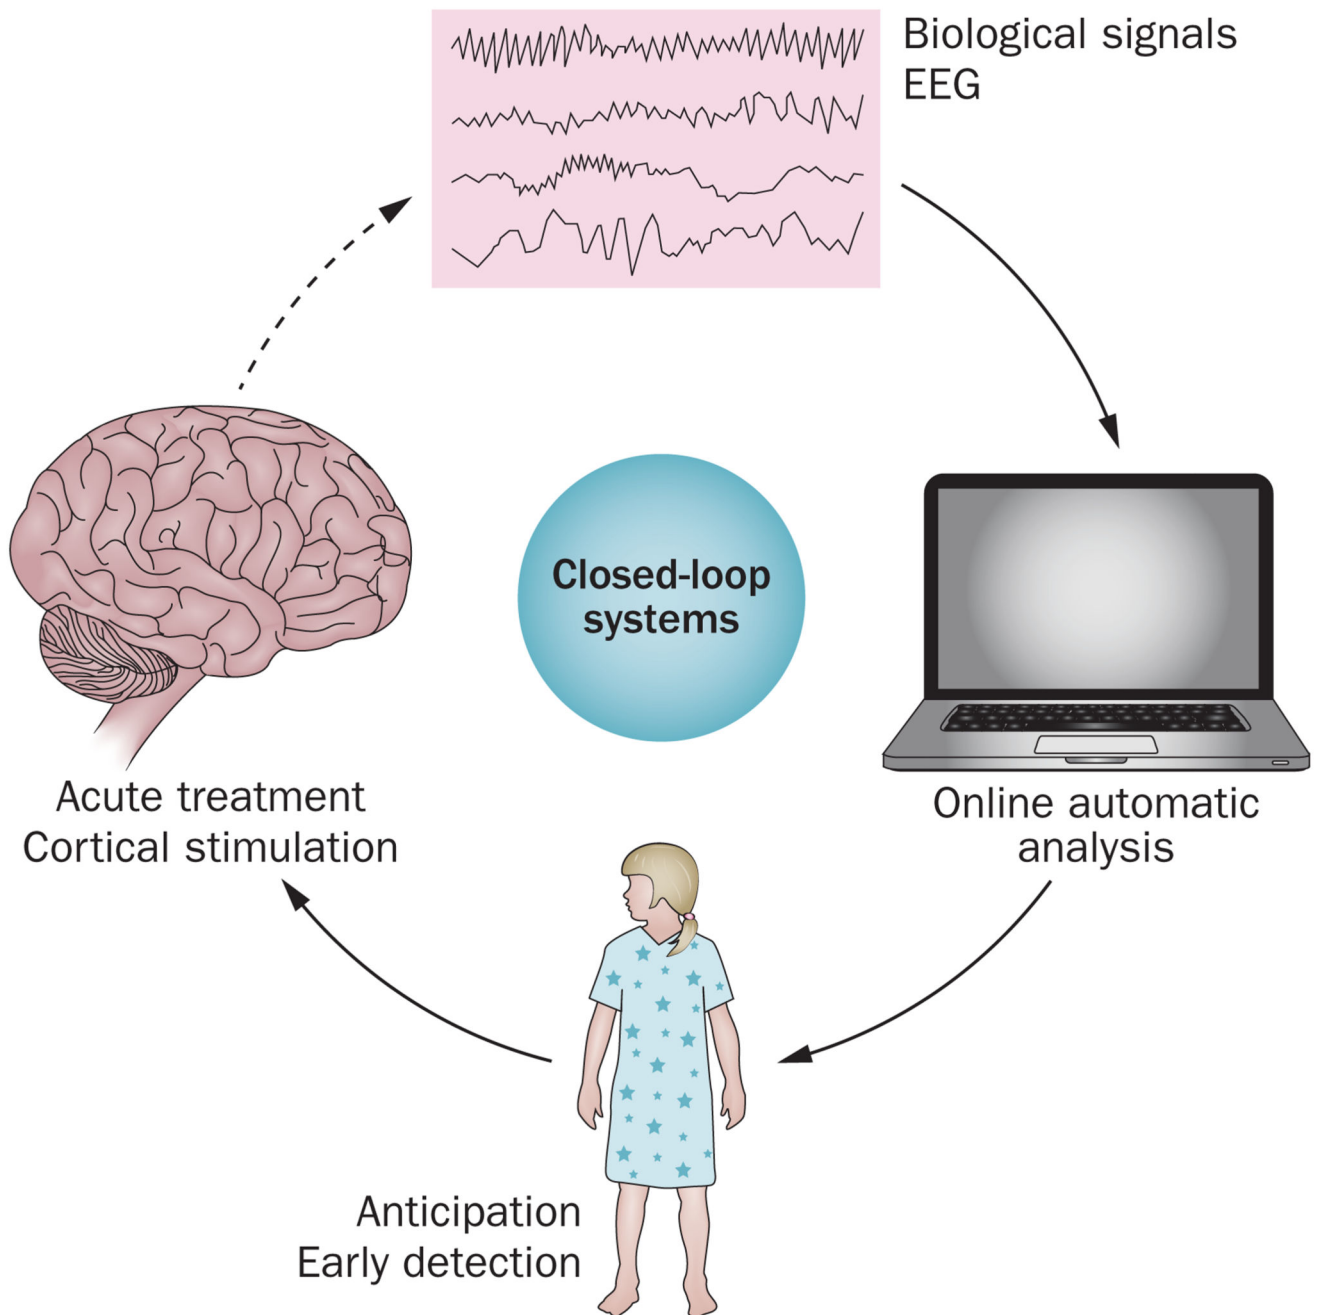 Biological signals
EEG
Closed-loop
systems
Online automatic
analysis
Acute treatment
Cortical stimulation
Anticipation
Early detection